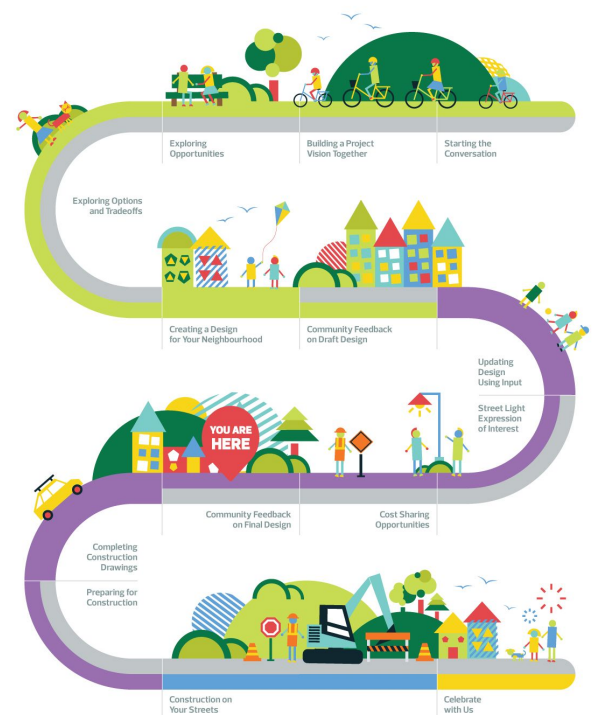 Exploring
Opportunities
Building a Project
Vision Together
Starting the
Conversation
Exploring Options
and Tradeoffs
Creating a Design
for Your Neighbourhood
Community Feedback
on Draft Design
Updating
Design
Using Input
Street Light
Expression
of Interest
YOU ARE
HERE
Community Feedback
on Final Design
Cost Sharing
Opportunities
Completing
Construction
Drawings
Preparing for
Construction
Construction on
Your Streets
Celebrate
with Us